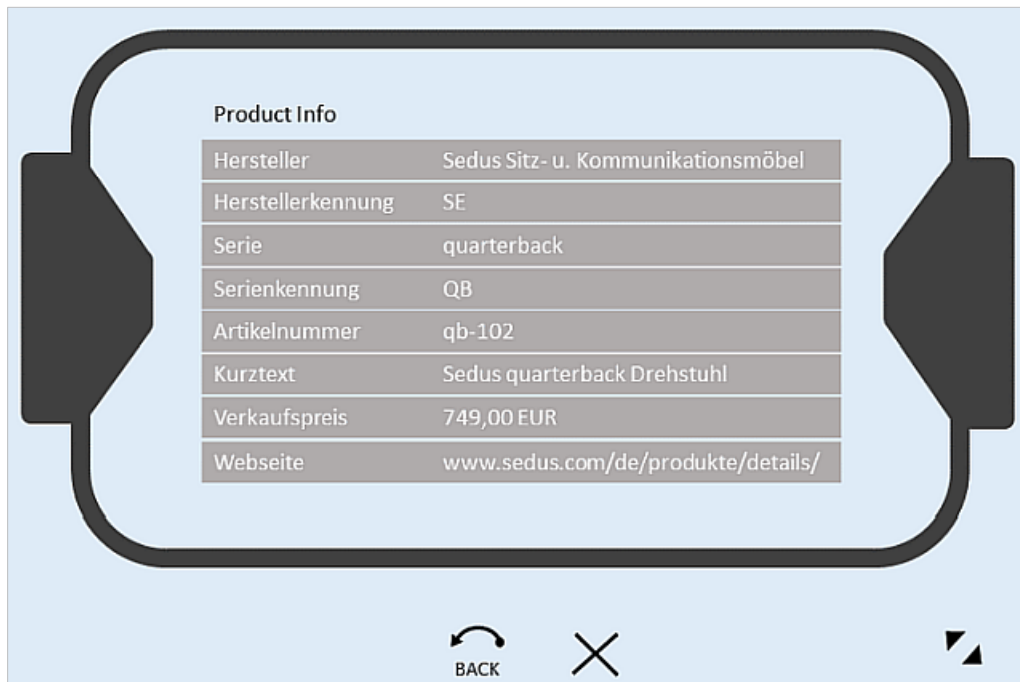 Product Info
Hersteller Sedus Sitz- u. Kommunikationsmöbel
Herstellerkennung SE
Serie quarterback
Serienkennung QB
Artikelnummer qb-102
Kurztext Sedus quarterback Drehstuhl
Verkaufspreis 749,00 EUR
Webseite www.sedus.com/de/produkte/details/
BACK